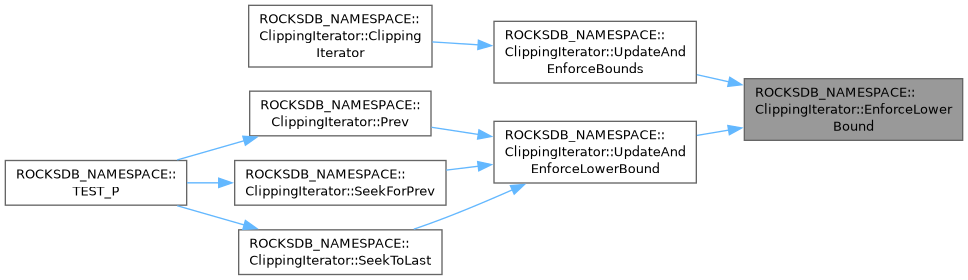 ROCKSDB_NAMESPACE::
ClippingIterator::Clipping
Iterator
ROCKSDB_NAMESPACE::
ClippingIterator::UpdateAnd
EnforceBounds
ROCKSDB_NAMESPACE::
ClippingIterator::EnforceLower
Bound
ROCKSDB_NAMESPACE::
ClippingIterator::Prev
ROCKSDB_NAMESPACE::
ClippingIterator::UpdateAnd
EnforceLowerBound
ROCKSDB_NAMESPACE::
TEST_P
ROCKSDB_NAMESPACE::
ClippingIterator::SeekForPrev
ROCKSDB_NAMESPACE::
ClippingIterator::SeekToLast